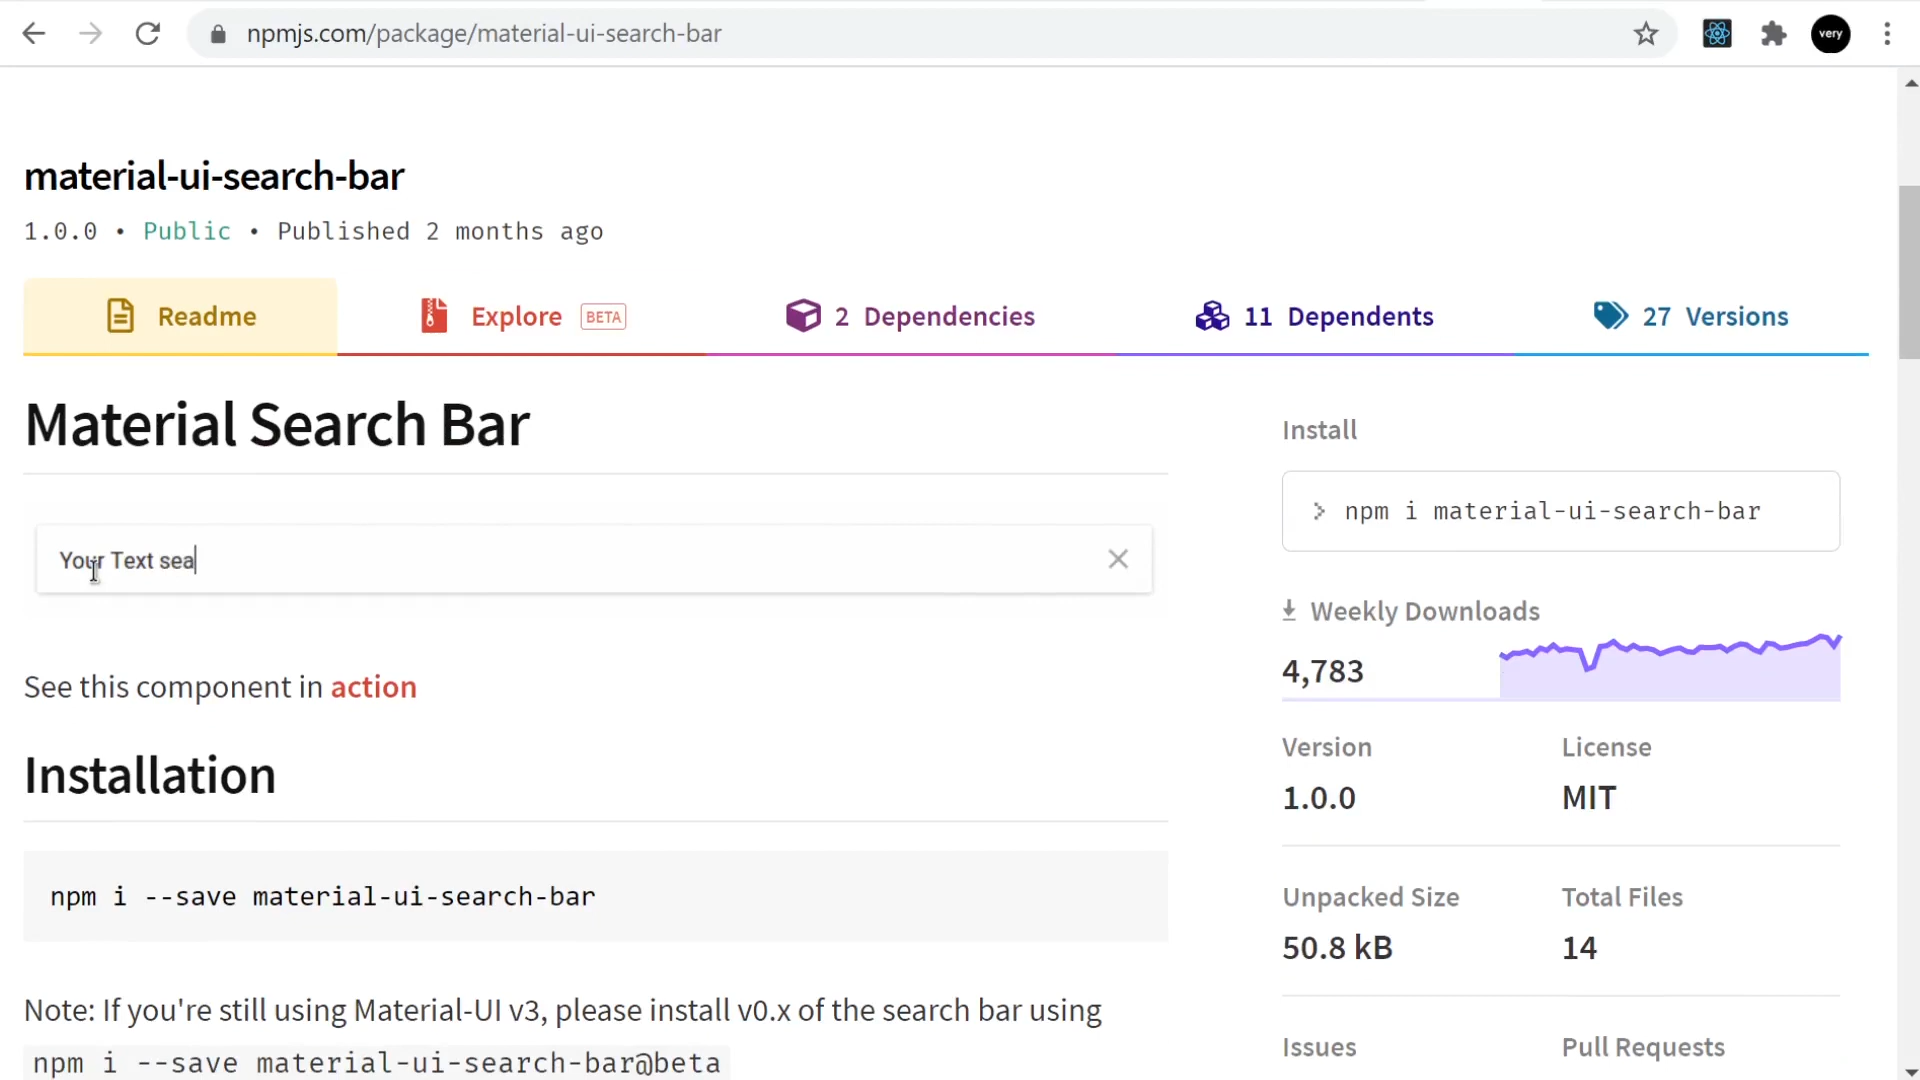 npmjs.com/package/material-ui-search-bar
very
material-ui-search-bar
1.0.0 • Public • Published 2 months ago
Readme
Explore BETA
2 Dependencies
11 Dependents
27 Versions
Material Search Bar
Your Text sea
See this component in action
Installation
npm i --save material-ui-search-bar
Note: If you're still using Material-UI v3, please install v0.x of the search bar using
npm i --save material-ui-search-bar@beta
Install
> npm i material-ui-search-bar
Weekly Downloads
4,783
Version
License
1.0.0
MIT
Unpacked Size
Total Files
50.8 kB
14
Issues
Pull Requests